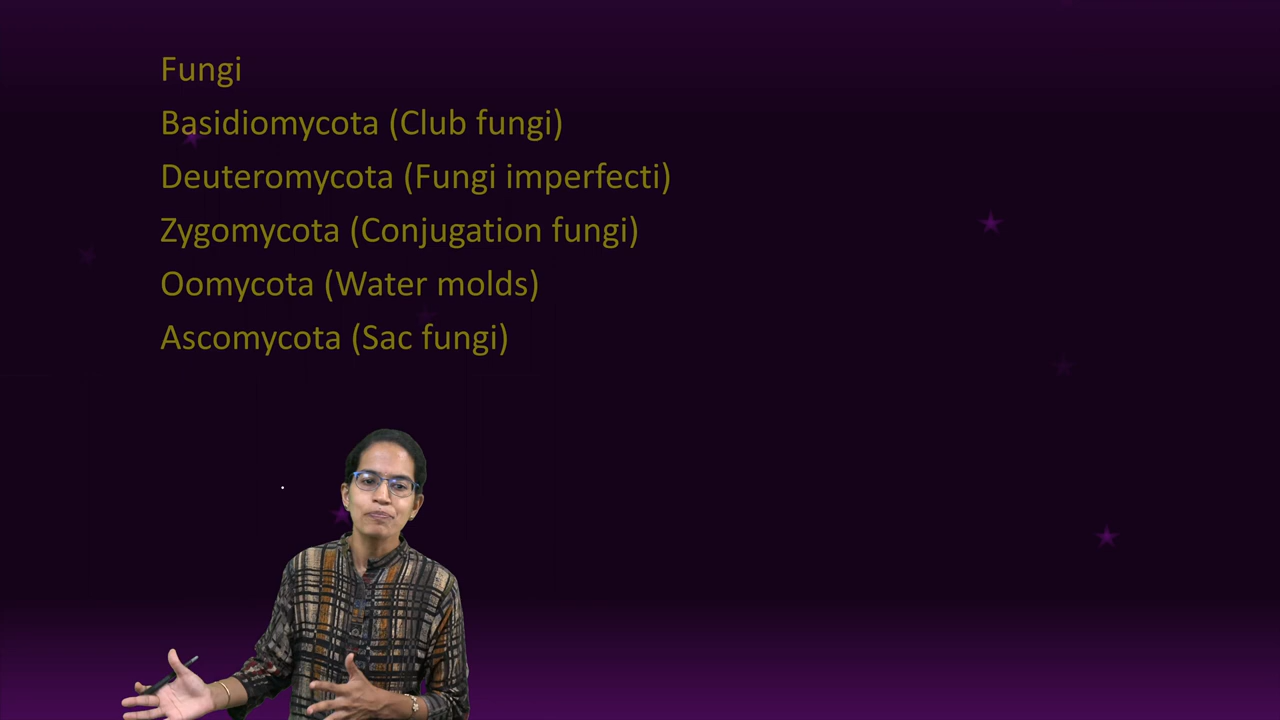 Fungi
Basidiomycota (Club fungi)
Deuteromycota (Fungi imperfecti)
Zygomycota (Conjugation fungi)
Oomycota (Water molds)
Ascomycota (Sac fungi)